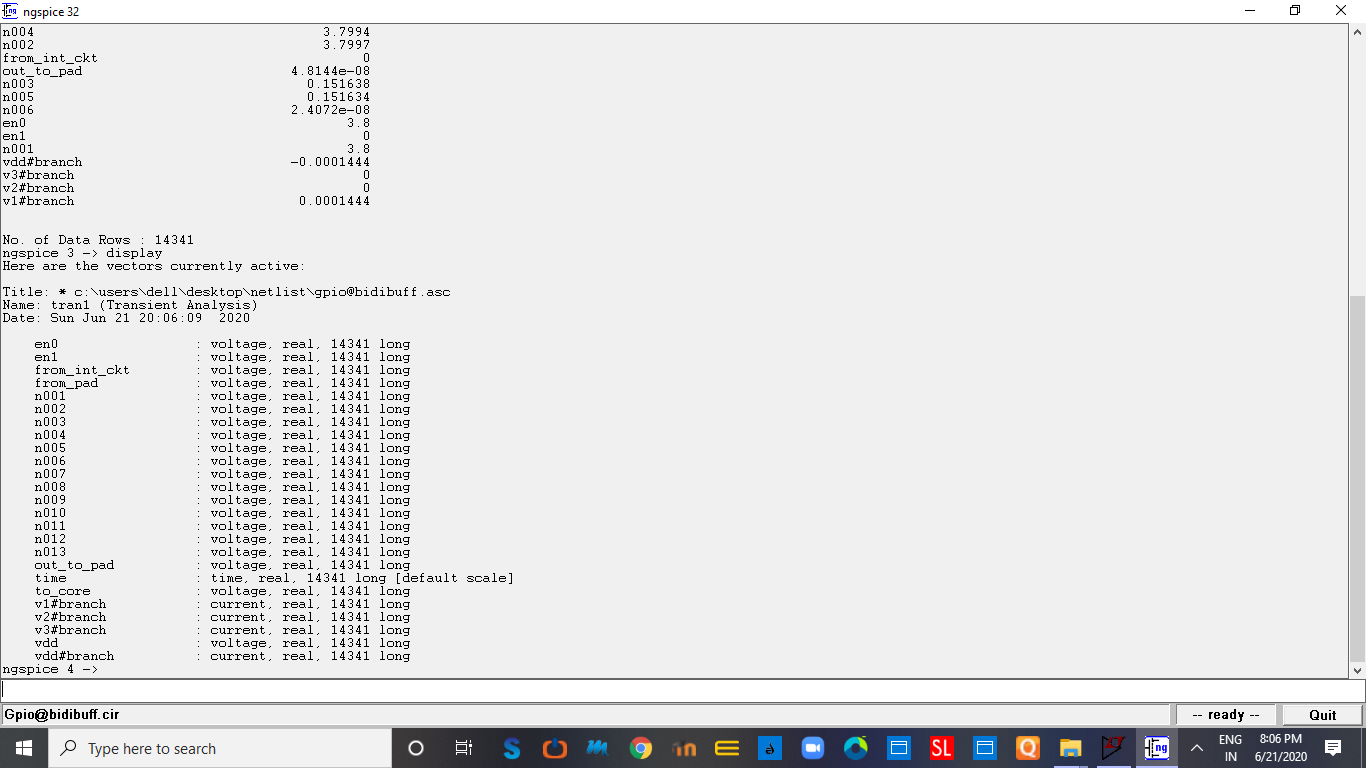 ngspice 32
n004 3.7994
n002 3.7997
from_int_ckt 0
out_to_pad 4.8144e-08
n003 0.151638
n005 0.151634
n006 2.4072e-08
en0 3.8
en1 0
n001 3.8
vdd#branch -0.0001444
v3#branch 0
v2#branch 0
v1#branch 0.0001444
No. of Data Rows : 14341
ngspice 3 -> display
Here are the vectors currently active:
Title: * c:\users\dell\desktop\netlist\gpio@bidibuff.asc
Name: tran1 (Transient Analysis)
Date: Sun Jun 21 20:06:09 2020
en0 : voltage, real, 14341 long
en1 : voltage, real, 14341 long
from_int_ckt : voltage, real, 14341 long
from_pad : voltage, real, 14341 long
n001 : voltage, real, 14341 long
n002 : voltage, real, 14341 long
n003 : voltage, real, 14341 long
n004 : voltage, real, 14341 long
n005 : voltage, real, 14341 long
n006 : voltage, real, 14341 long
n007 : voltage, real, 14341 long
n008 : voltage, real, 14341 long
n009 : voltage, real, 14341 long
n010 : voltage, real, 14341 long
n011 : voltage, real, 14341 long
n012 : voltage, real, 14341 long
n013 : voltage, real, 14341 long
out_to_pad : voltage, real, 14341 long
time : time, real, 14341 long [default scale]
to_core : voltage, real, 14341 long
v1#branch : current, real, 14341 long
v2#branch : current, real, 14341 long
v3#branch : current, real, 14341 long
vdd : voltage, real, 14341 long
vdd#branch : current, real, 14341 long
ngspice 4 ->
Gpio@bidibuff.cir -- ready -- Quit
Type here to search
SL
ENG 8:06 PM
IN 6/21/2020